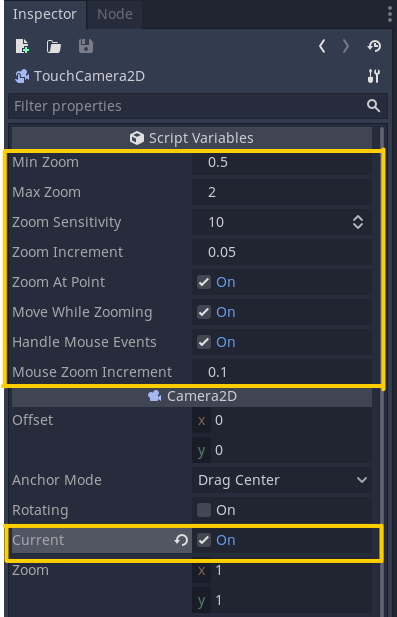 Inspector Node
TouchCamera2D
Filter properties
Script Variables
Min Zoom 0.5
Max Zoom 2
Zoom Sensitivity 10
Zoom Increment 0.05
Zoom At Point On
Move While Zooming On
Handle Mouse Events On
Mouse Zoom Increment 0.1
Camera2D
Offset x 0
y 0
Anchor Mode Drag Center
Rotating On
Current On
Zoom x 1
y 1